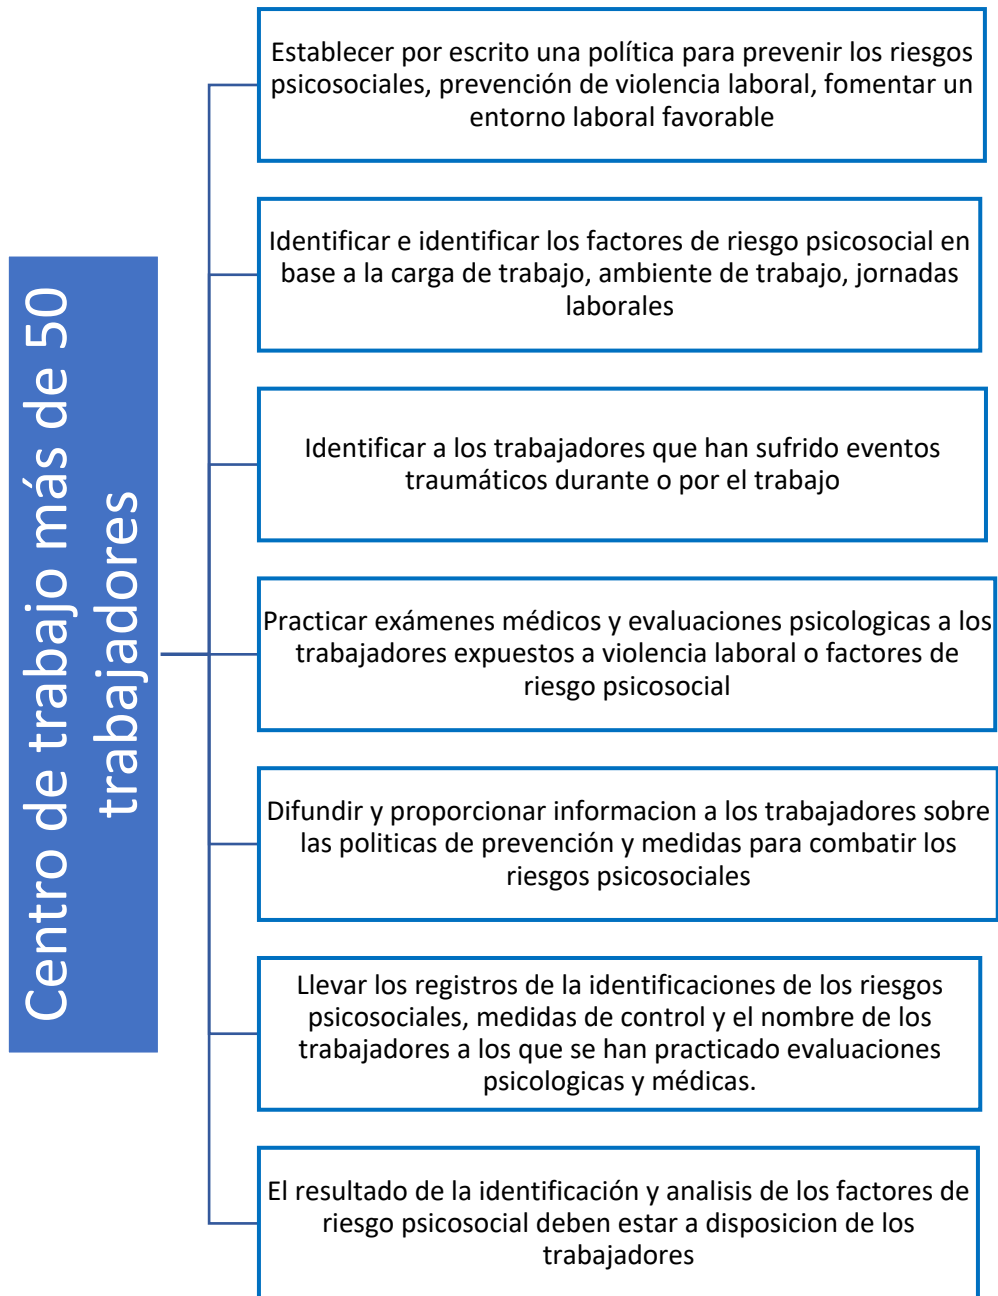 Centro de trabajo más de 50
trabajadores
Establecer por escrito una política para prevenir los riesgos
psicosociales, prevención de violencia laboral, fomentar un
entorno laboral favorable
Identificar e identificar los factores de riesgo psicosocial en
base a la carga de trabajo, ambiente de trabajo, jornadas
laborales
Identificar a los trabajadores que han sufrido eventos
traumáticos durante o por el trabajo
Practicar exámenes médicos y evaluaciones psicologicas a los
trabajadores expuestos a violencia laboral o factores de
riesgo psicosocial
Difundir y proporcionar informacion a los trabajadores sobre
las politicas de prevención y medidas para combatir los
riesgos psicosociales
Llevar los registros de la identificaciones de los riesgos
psicosociales, medidas de control y el nombre de los
trabajadores a los que se han practicado evaluaciones
psicologicas y médicas.
El resultado de la identificación y analisis de los factores de
riesgo psicosocial deben estar a disposicion de los
trabajadores